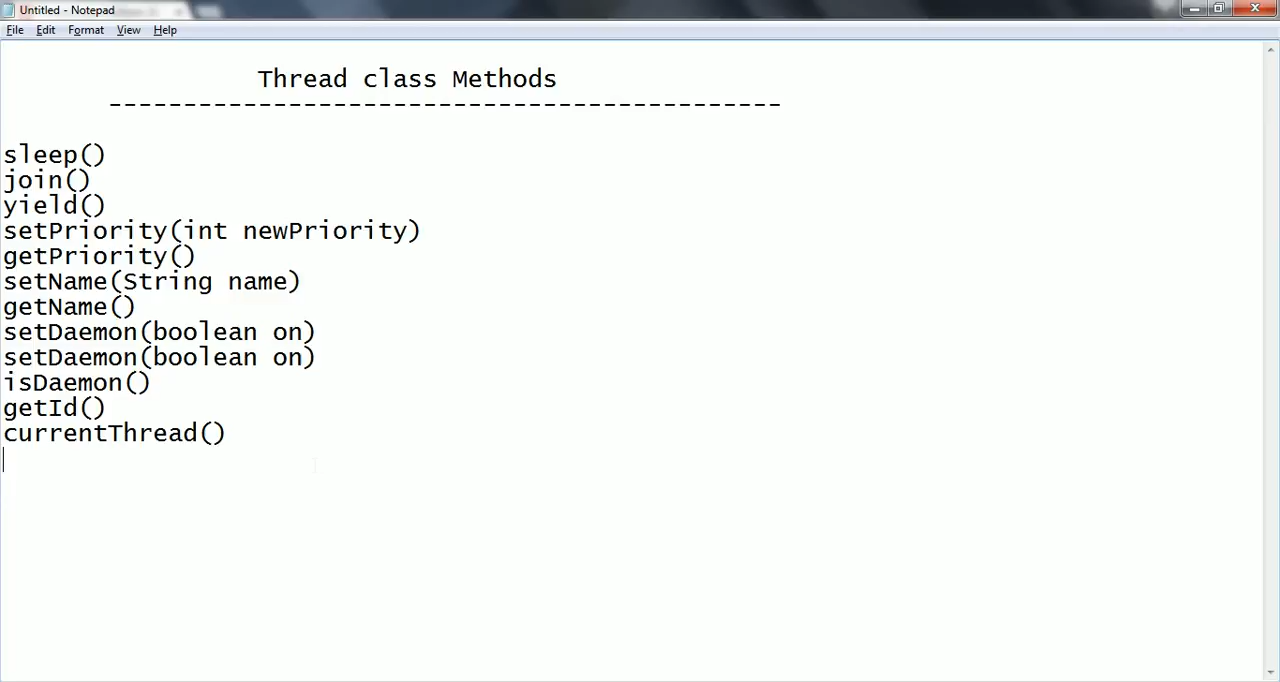 Untitled - Notepad
File Edit Format View Help
Thread class Methods
---------------------------------------------
sleep()
join()
yield()
setPriority(int newPriority)
getPriority()
setName(String name)
getName()
setDaemon(boolean on)
setDaemon(boolean on)
isDaemon()
getId()
currentThread()